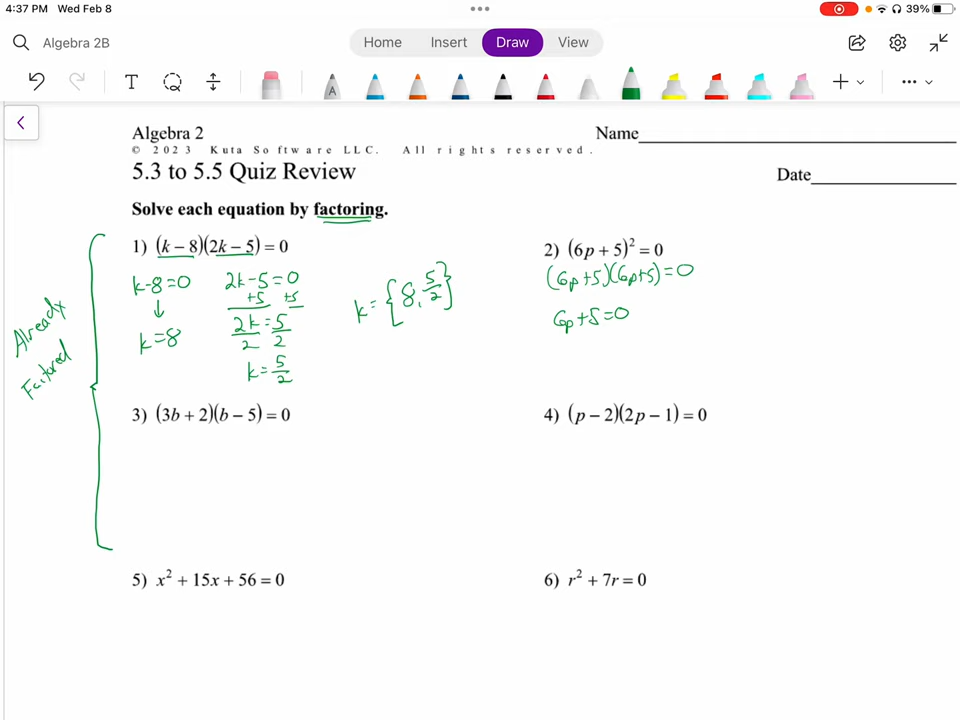 4:37 PM Wed Feb 8
39%
Algebra 2B
Home Insert Draw View
T
A
Algebra 2
Name
© 2023 Kuta Software LLC. All rights reserved.
5.3 to 5.5 Quiz Review
Date
Solve each equation by factoring.
Already
Factored
1) (k − 8)(2k − 5) = 0
k-8=0
↓
k=8
2k-5=0
+5 +5
2k = 5
2 2
k = 5/2
k = {8, 5/2}
2) (6p + 5)² = 0
(6p+5)(6p+5)=0
6p+5=0
3) (3b + 2)(b − 5) = 0
4) (p − 2)(2p − 1) = 0
5) x² + 15x + 56 = 0
6) r² + 7r = 0